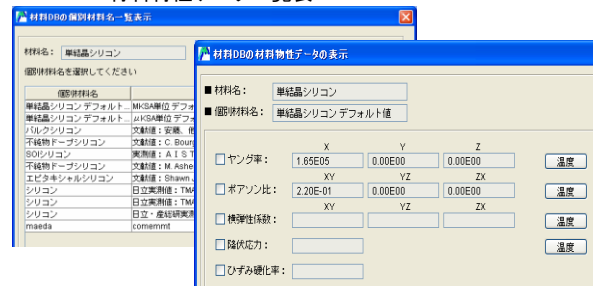 材料DBの個別材料名一覧表示
材料名： 単結晶シリコン
個別材料名を選択してください
個別材料名
単結晶シリコン デフォルト... MKSA単位 デフォ
単結晶シリコン デフォルト... μKSA単位 デフ
バルクシリコン 文献値：安藤、他
不純物ドープシリコン 文献値：C. Bour
SOIシリコン 実測値：ＡＩＳＴ
不純物ドープシリコン 文献値：M. Ashe
エピタキシャルシリコン 文献値：Shawn
シリコン 日立実測値：TMA
シリコン 日立実測値：TMA
シリコン 日立・産総研実測
maeda comemmt
材料DBの材料物性データの表示
■ 材料名： 単結晶シリコン
■ 個別材料名： 単結晶シリコン デフォルト値
X Y Z
ヤング率： 1.65E05 0.00E00 0.00E00 温度
XY YZ ZX
ポアソン比： 2.20E-01 0.00E00 0.00E00 温度
XY YZ ZX
横弾性係数： 温度
降伏応力： 温度
ひずみ硬化率：